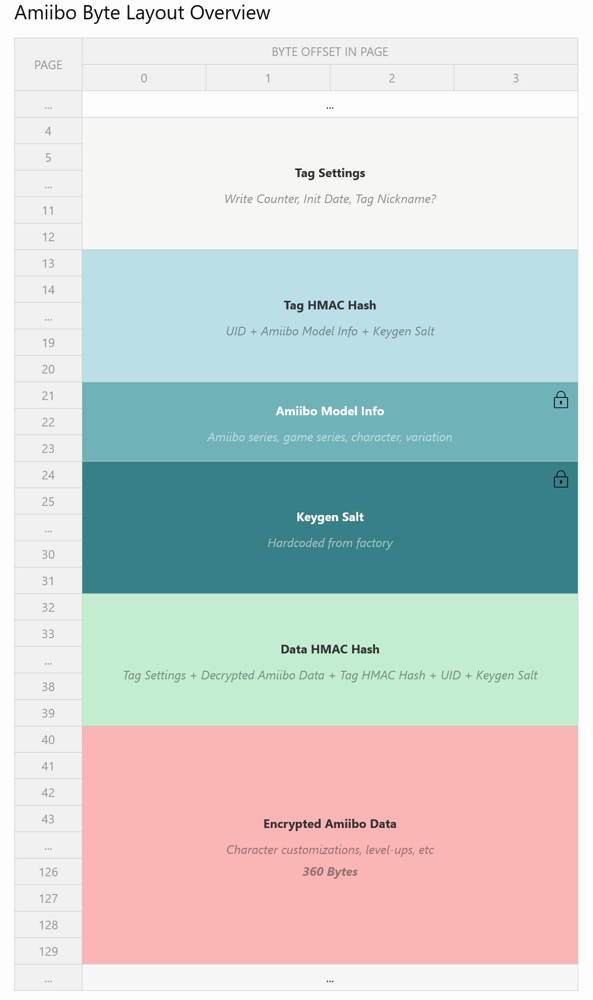 Amiibo Byte Layout Overview
PAGE
BYTE OFFSET IN PAGE
0 1 2 3
... ...
4
5
Tag Settings
...
Write Counter, Init Date, Tag Nickname?
11
12
13
14
Tag HMAC Hash
...
UID + Amiibo Model Info + Keygen Salt
19
20
21
Amiibo Model Info
22
Amiibo series, game series, character, variation
23
24
25
Keygen Salt
...
Hardcoded from factory
30
31
32
33
Data HMAC Hash
...
Tag Settings + Decrypted Amiibo Data + Tag HMAC Hash + UID + Keygen Salt
38
39
40
41
42
43
Encrypted Amiibo Data
...
Character customizations, level-ups, etc
126
360 Bytes
127
128
129
... ...